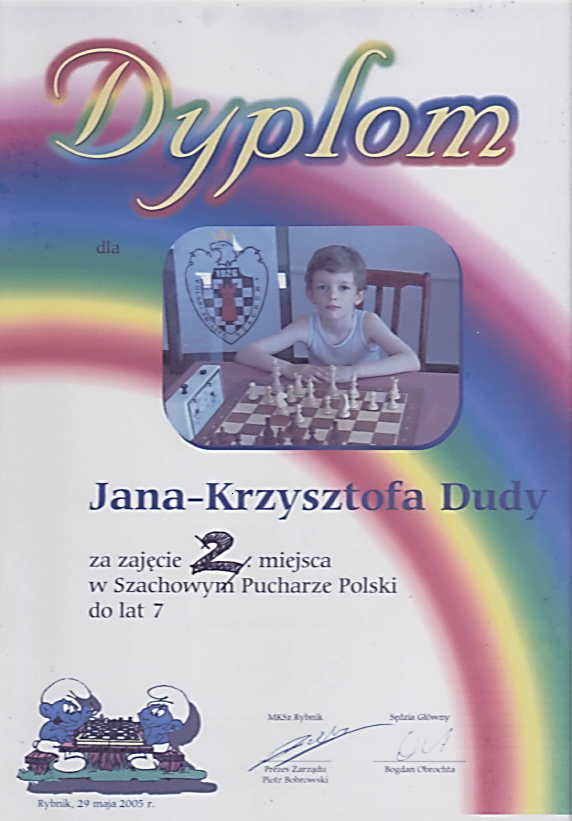 Dyplom
dla
1926
Jana-Krzysztofa Dudy
za zajęcie 2. miejsca
w Szachowym Pucharze Polski
do lat 7
MKSz Rybnik
Sędzia Główny
Prezes Zarządu
Piotr Bobrowski
Bogdan Obrochta
Rybnik, 29 maja 2005 r.